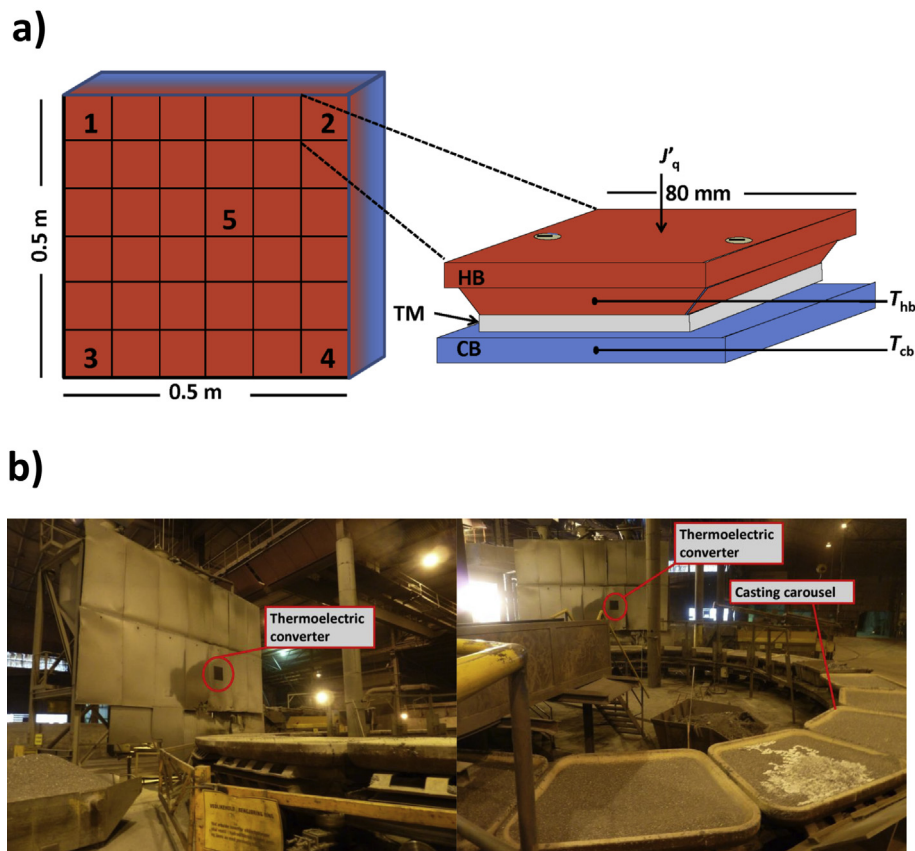 a)
1
2
5
3
4
0.5 m
0.5 m
J'q
80 mm
HB
TM
CB
Thb
Tcb
b)
Thermoelectric
converter
Thermoelectric
converter
Casting carousel